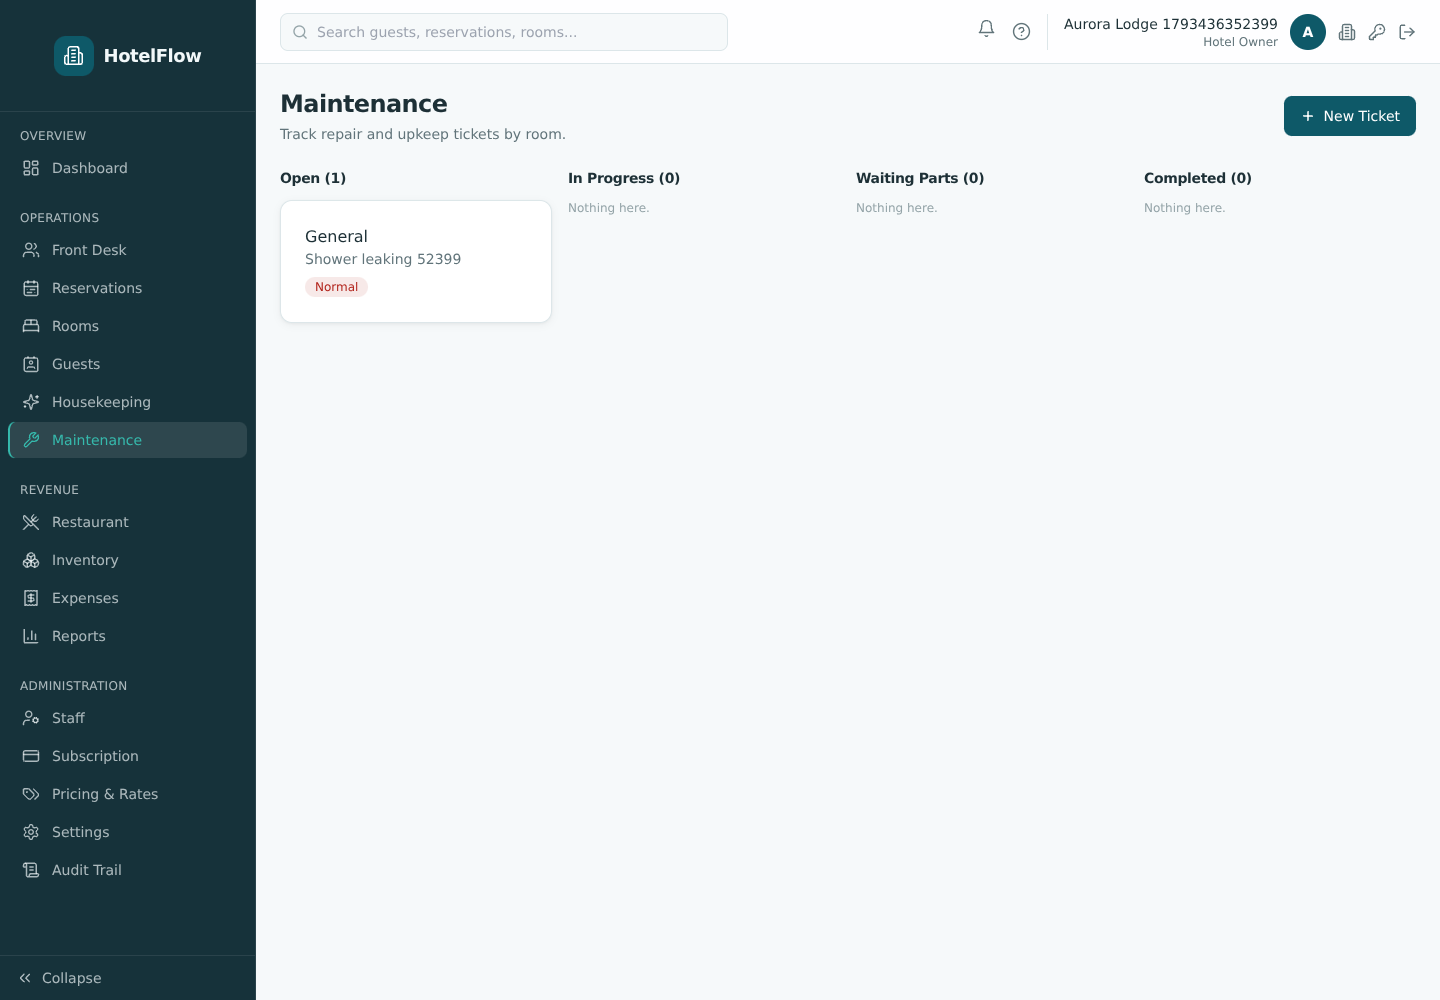 HotelFlow
OVERVIEW
Dashboard
OPERATIONS
Front Desk
Reservations
Rooms
Guests
Housekeeping
Maintenance
REVENUE
Restaurant
Inventory
Expenses
Reports
ADMINISTRATION
Staff
Subscription
Pricing & Rates
Settings
Audit Trail
Collapse
Search guests, reservations, rooms...
Aurora Lodge 1793436352399
Hotel Owner
A
Maintenance
Track repair and upkeep tickets by room.
New Ticket
Open (1)
General
Shower leaking 52399
Normal
In Progress (0)
Nothing here.
Waiting Parts (0)
Nothing here.
Completed (0)
Nothing here.